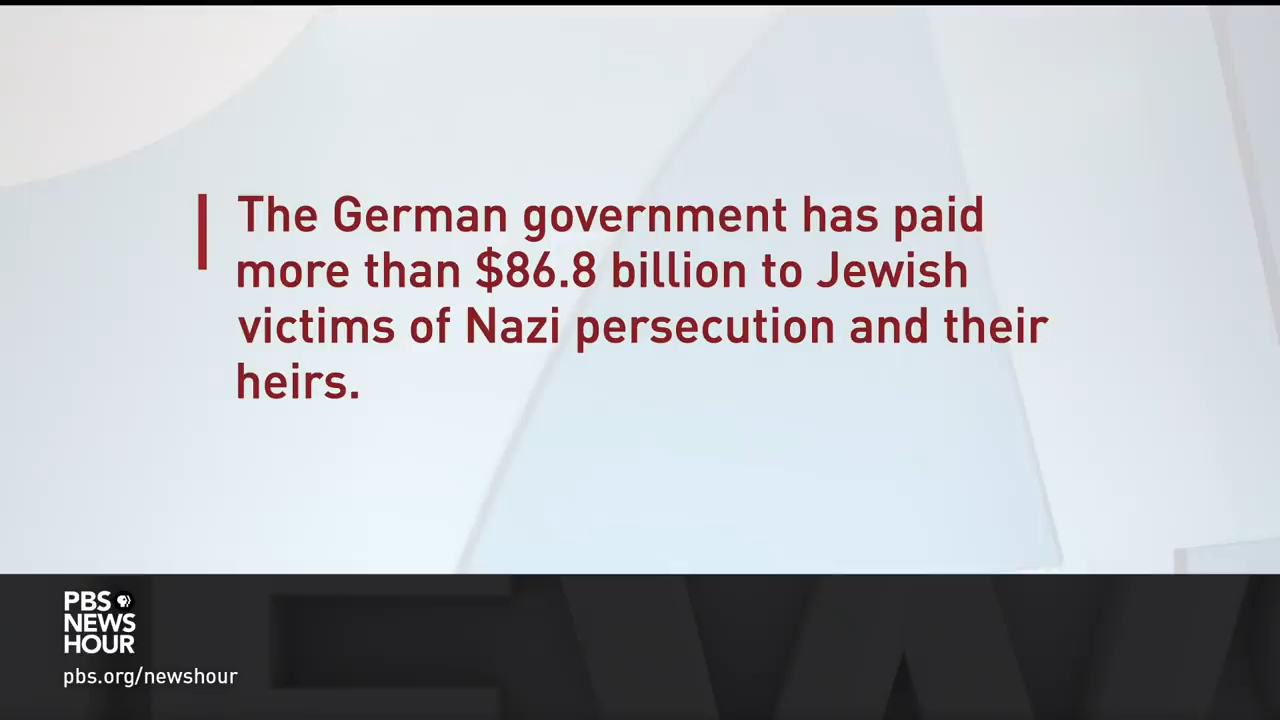 The German government has paid
more than $86.8 billion to Jewish
victims of Nazi persecution and their
heirs.
PBS
NEWS
HOUR
pbs.org/newshour